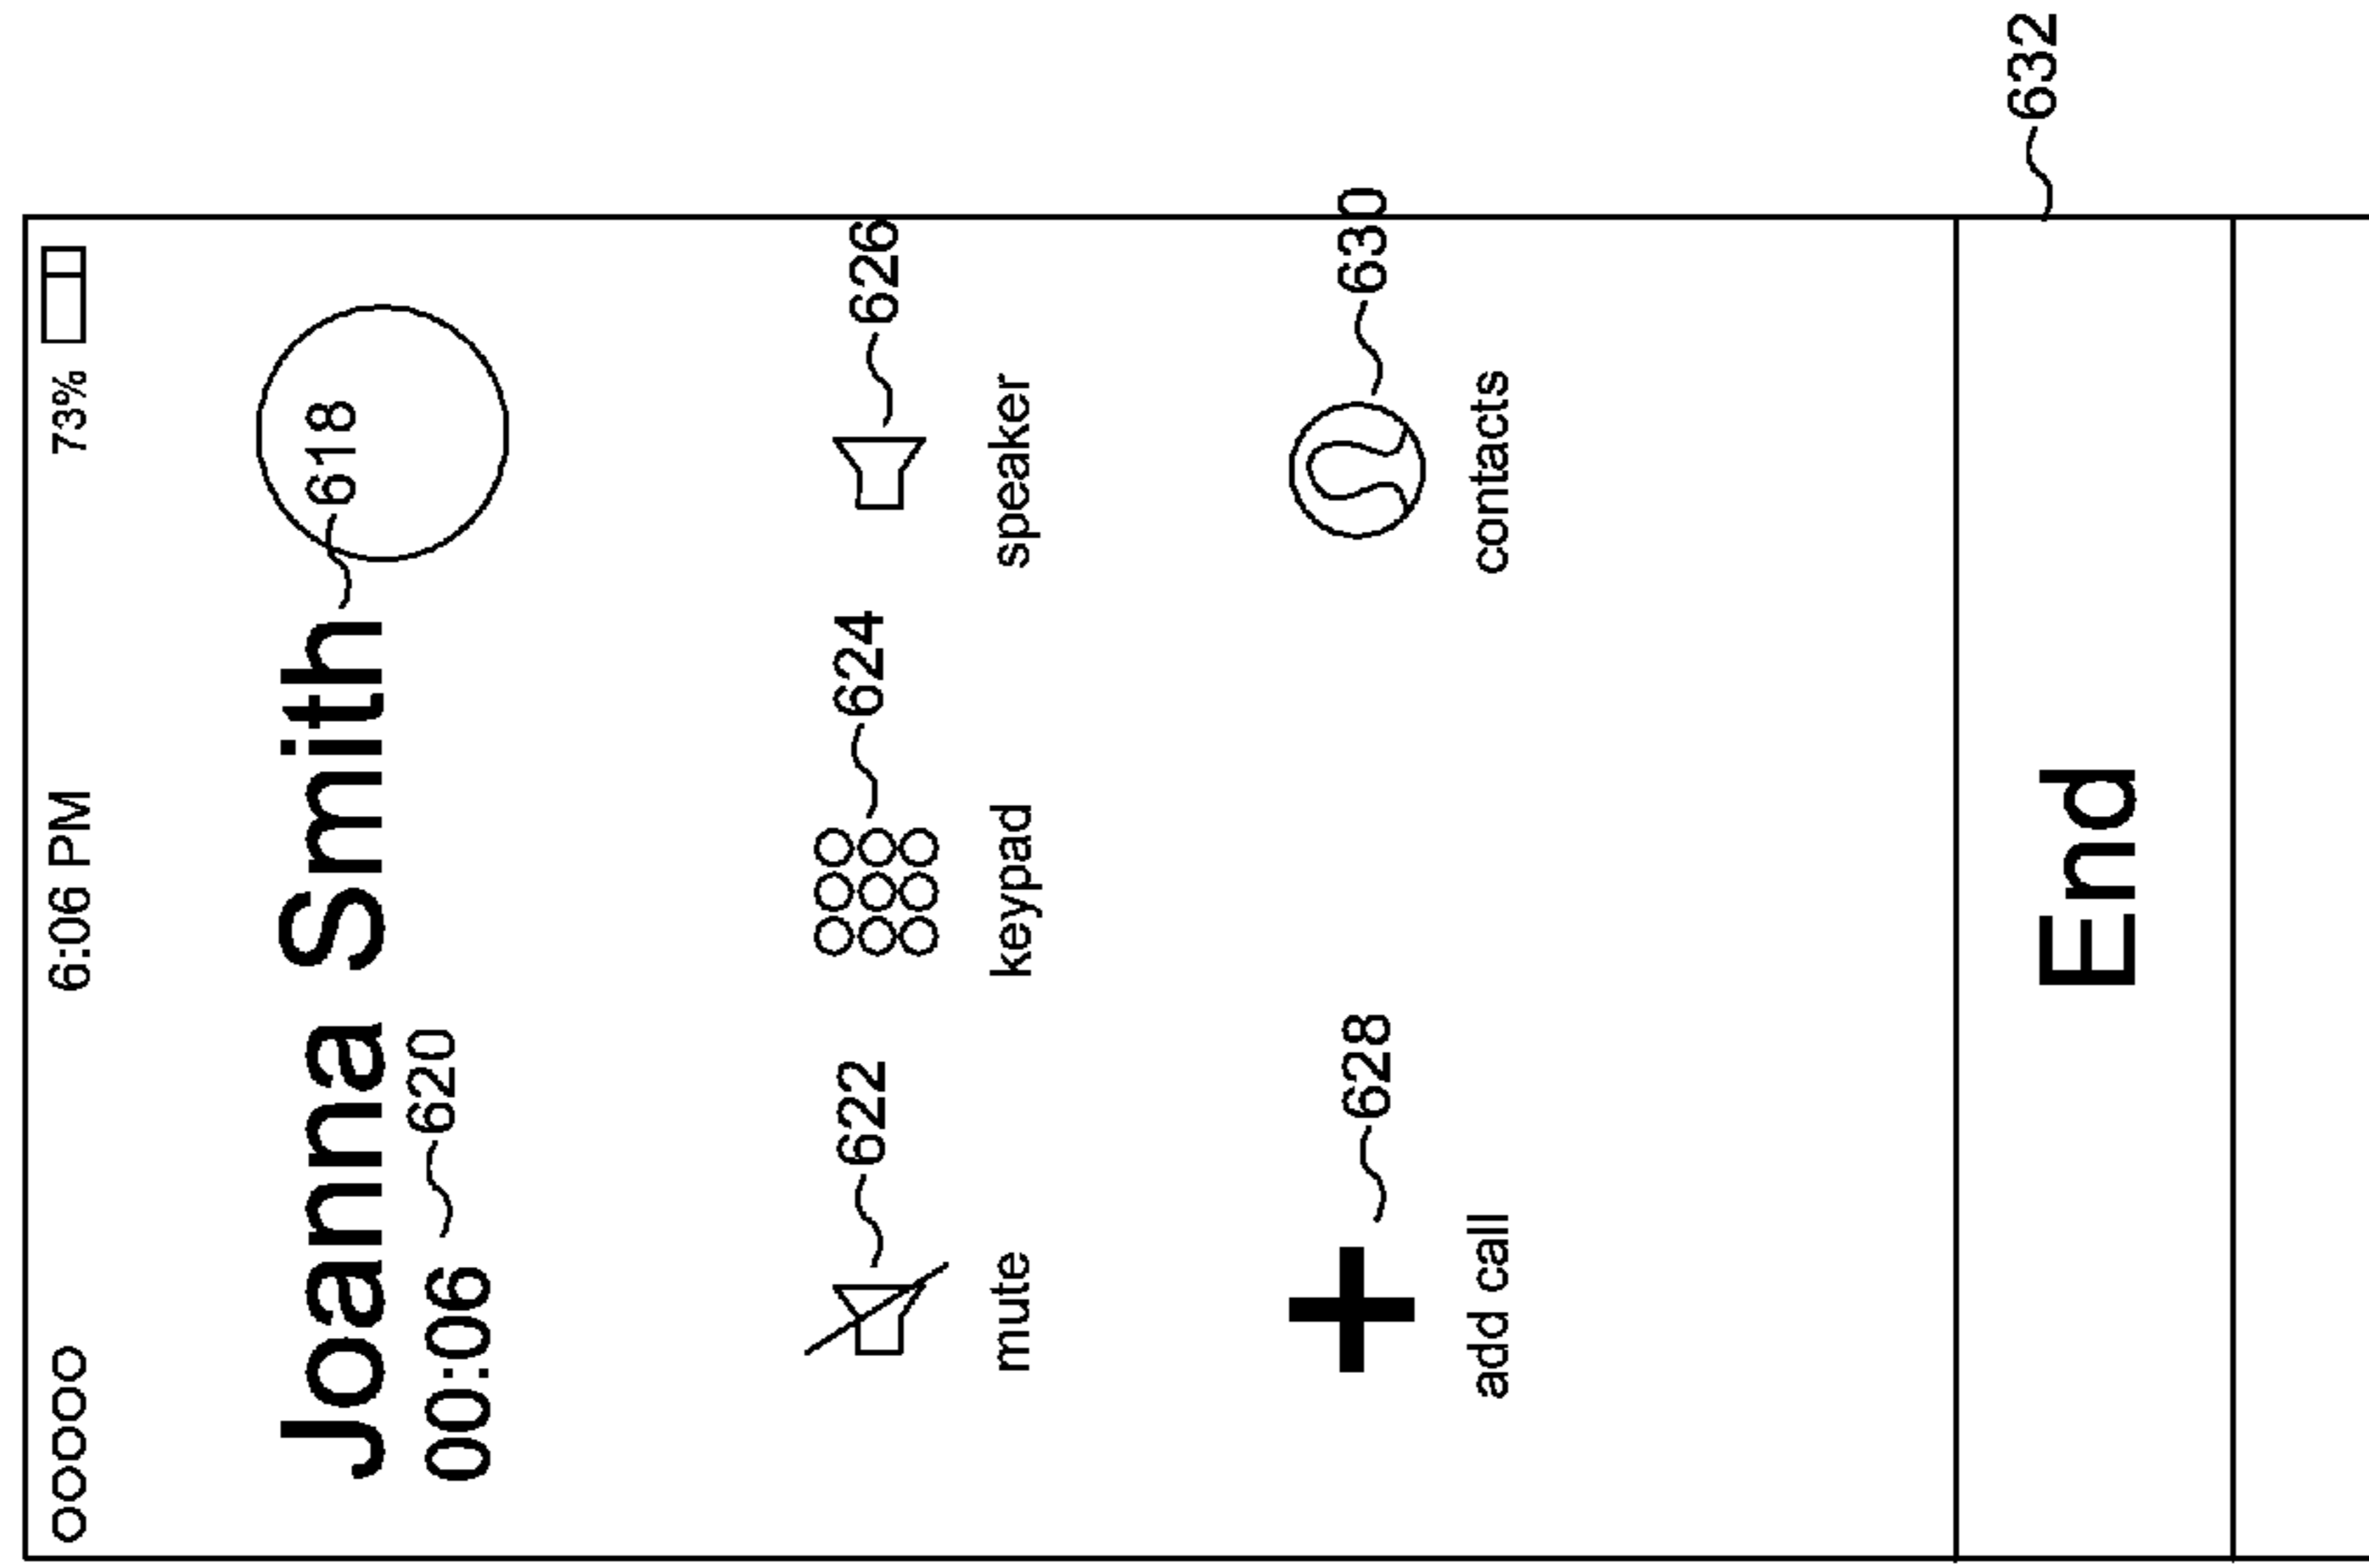 6:06 PM 73%
Joanna Smith 618
00:06 620
622 624 626
mute keypad speaker
628 630
add call contacts
End 632